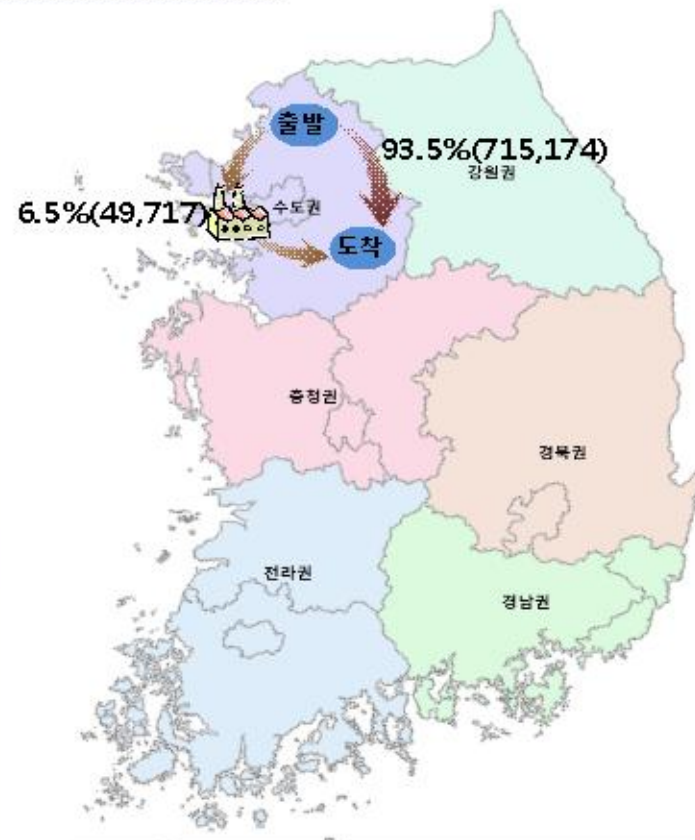 출발
93.5%(715,174)
강원권
6.5%(49,717)
수도권
도착
충청권
경북권
전라권
경남권